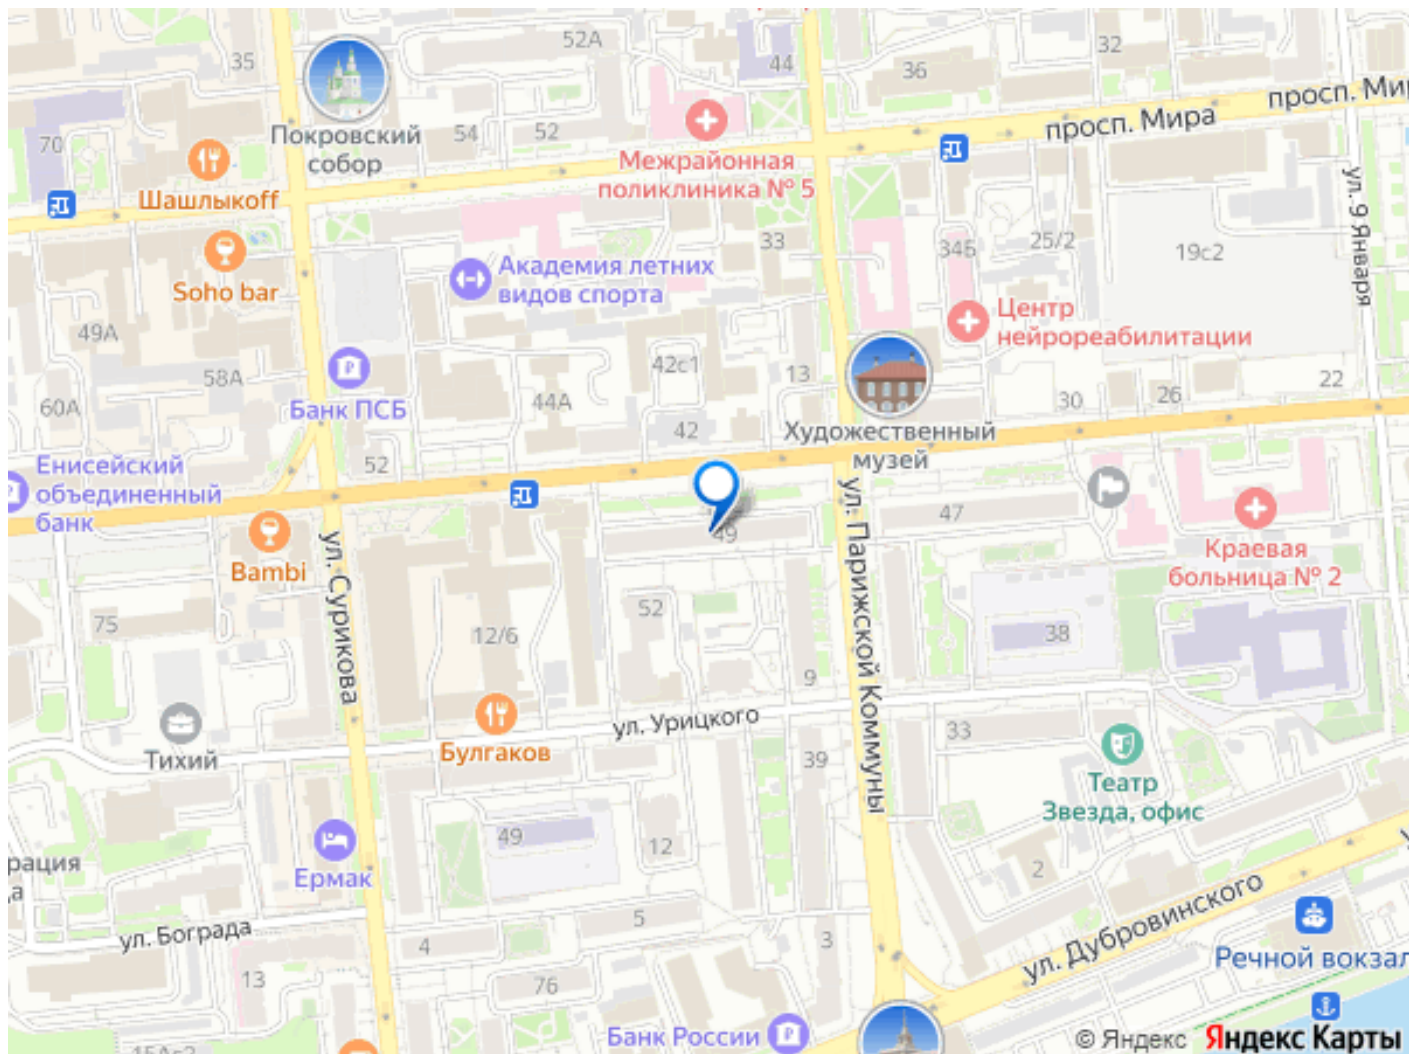 52А
35
44
32
36
просп. Мира
просп. Мир
Покровский
собор
54
52
70
Межрайонная
поликлиника № 5
Шашлыкоff
ул. 9 Января
33
34Б
25/2
19с2
Академия летних
видов спорта
Soho bar
Центр
нейрореабилитации
49А
58А
42с1
13
22
60А
Банк ПСБ
44А
30
26
42
Художественный
музей
52
Енисейский
объединенный
банк
47
49
Bambi
ул. Сурикова
ул. Парижской Коммуны
Краевая
больница № 2
75
12/6
52
38
9
ул. Урицкого
Тихий
Булгаков
33
39
Театр
Звезда, офис
49
12
2
рация
а
Ермак
ул. Дубровинского
5
ул. Бограда
4
3
Речной вокзал
13
76
Банк России
© Яндекс Яндекс Карты